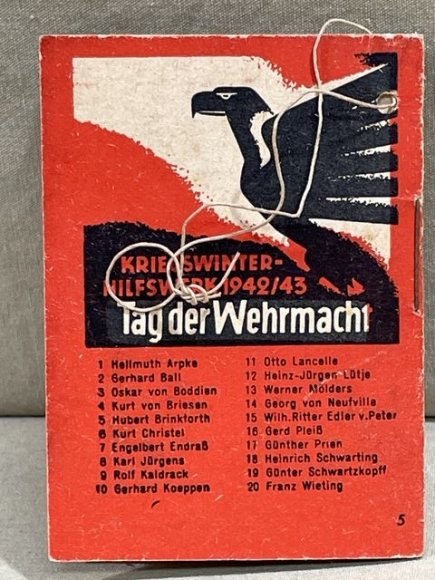 KRIEGSWINTER-
HILFSWERK 1942/43
Tag der Wehrmacht
1 Hellmuth Arpke
2 Gerhard Ball
3 Oskar von Boddien
4 Kurt von Briesen
5 Hubert Brinkforth
6 Kurt Christel
7 Engelbert Endraß
8 Karl Jürgens
9 Rolf Kaldrack
10 Gerhard Koeppen
11 Otto Lancelle
12 Heinz-Jürgen Lütje
13 Werner Mölders
14 Georg von Neufville
15 Wilh. Ritter Edler v. Peter
16 Gerd Pleiß
17 Günther Prien
18 Heinrich Schwarting
19 Günter Schwartzkopff
20 Franz Wieting
5